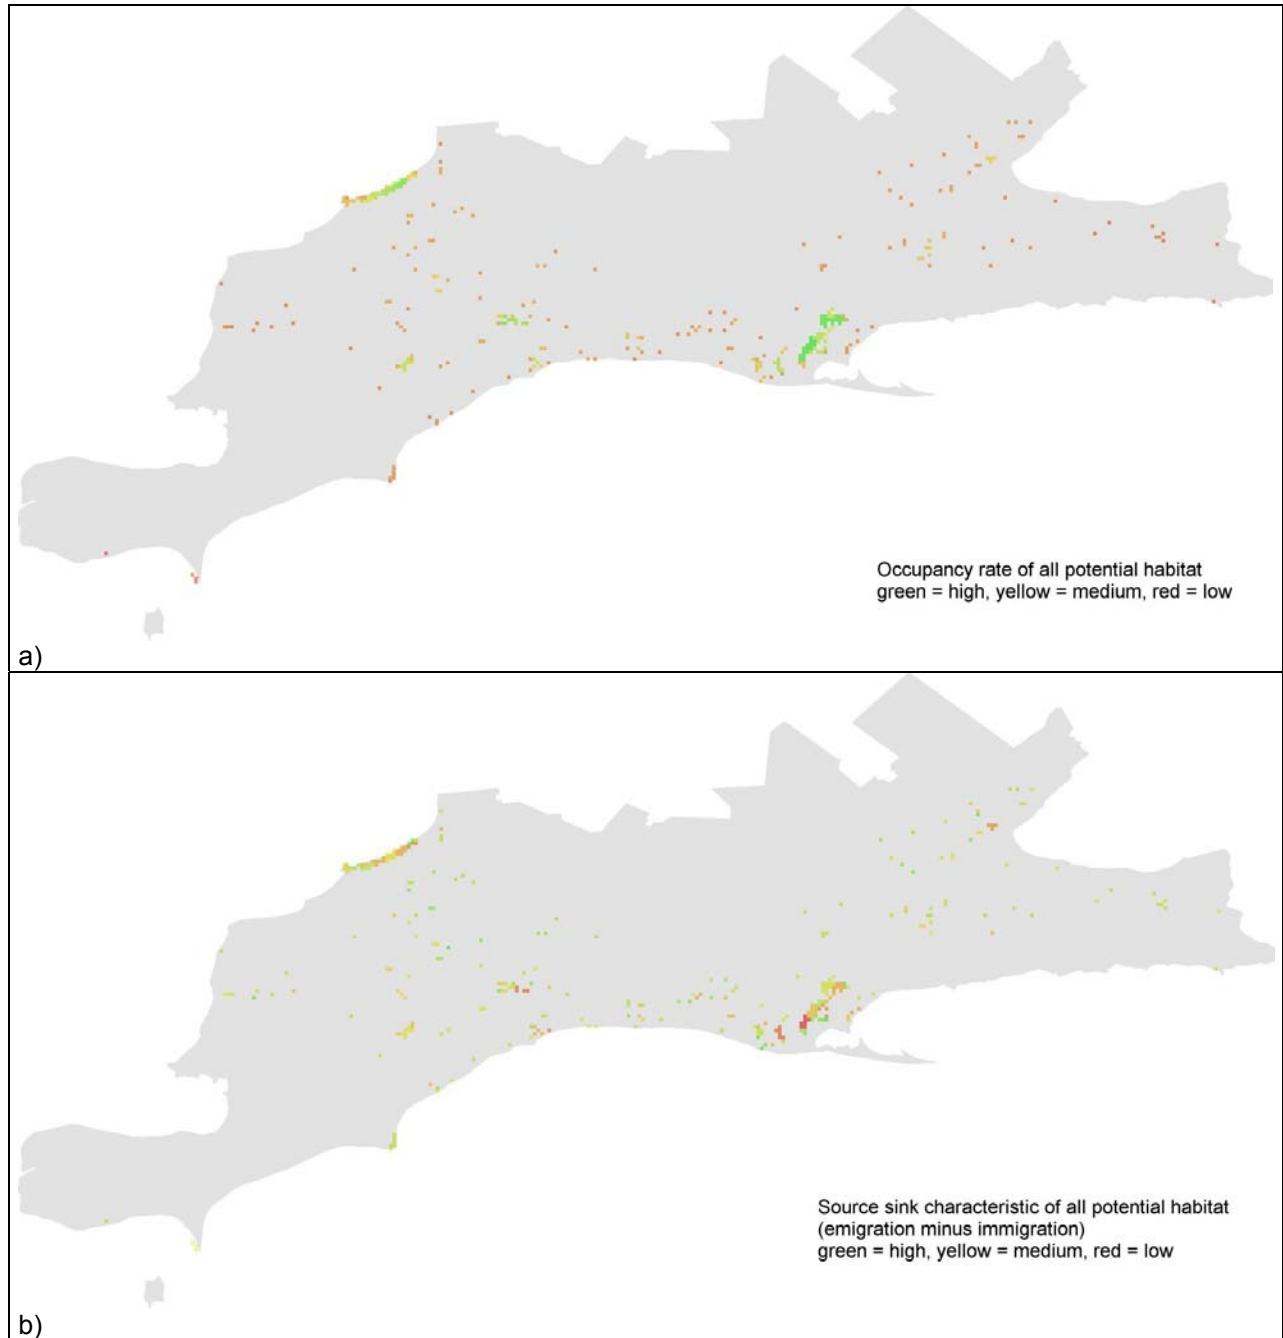 Occupancy rate of all potential habitat
green = high, yellow = medium, red = low
a)
Source sink characteristic of all potential habitat
(emigration minus immigration)
green = high, yellow = medium, red = low
b)